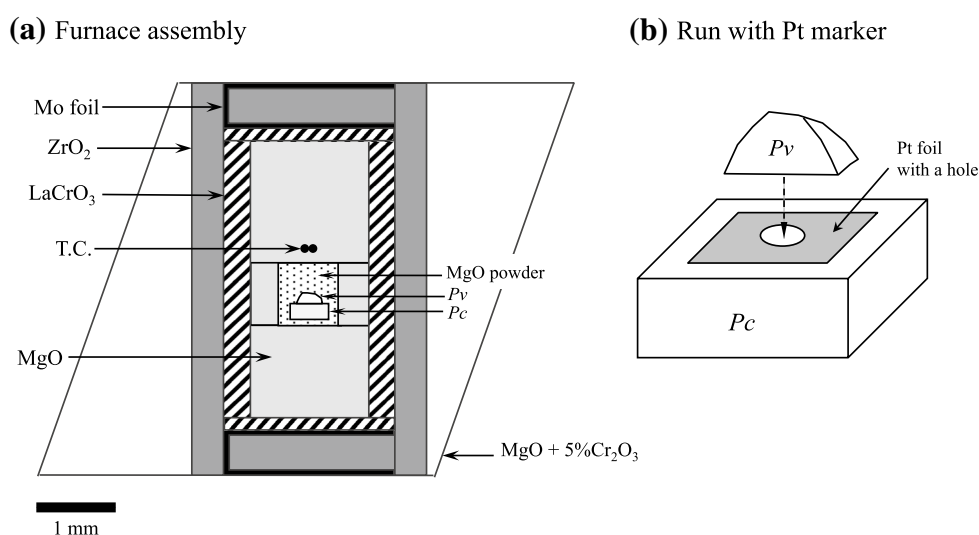 (a) Furnace assembly
(b) Run with Pt marker
Mo foil
ZrO₂
LaCrO₃
T.C.
MgO
MgO powder
Pv
Pc
MgO + 5%Cr₂O₃
1 mm
Pv
Pt foil
with a hole
Pc